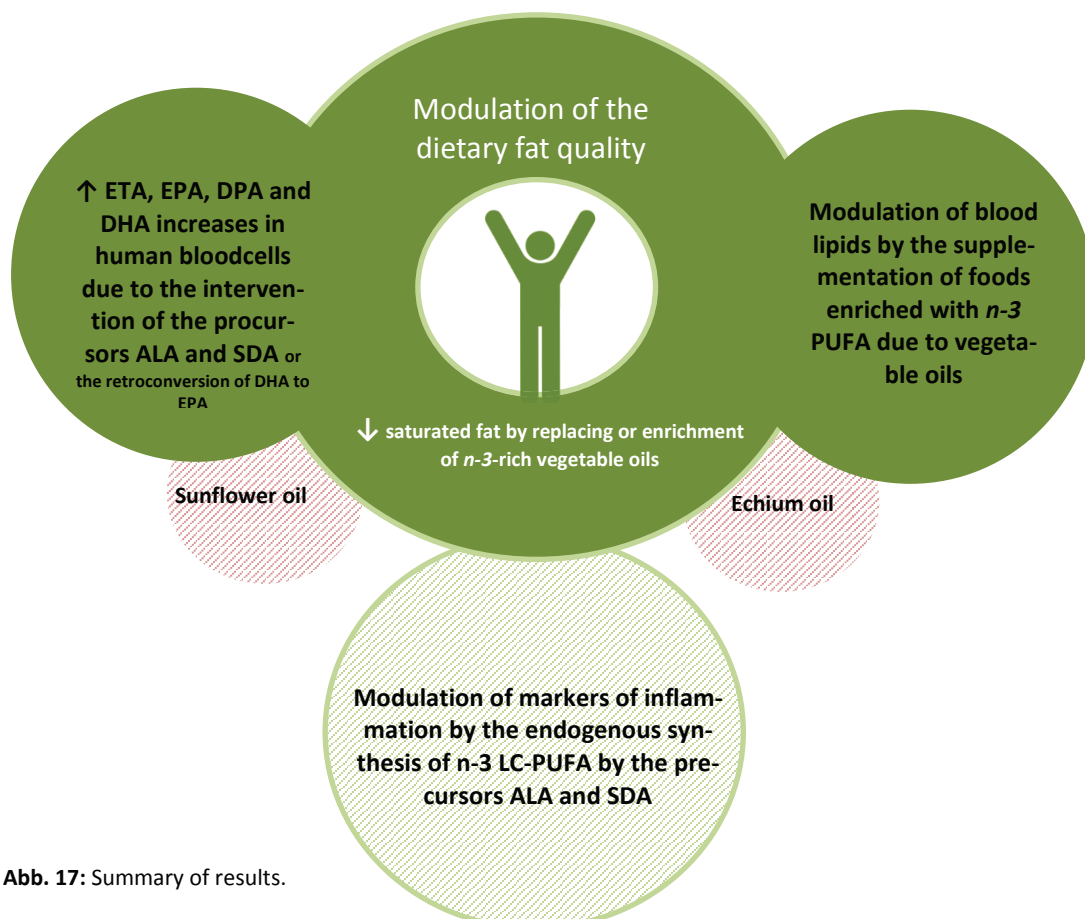 Modulation of the
dietary fat quality
↑ ETA, EPA, DPA and
DHA increases in
human bloodcells
due to the interven-
tion of the procur-
sors ALA and SDA or
the retroconversion of DHA to
EPA
Modulation of blood
lipids by the supple-
mentation of foods
enriched with n-3
PUFA due to vegeta-
ble oils
↓ saturated fat by replacing or enrichment
of n-3-rich vegetable oils
Sunflower oil
Echium oil
Modulation of markers of inflam-
mation by the endogenous syn-
thesis of n-3 LC-PUFA by the pre-
cursors ALA and SDA
Abb. 17: Summary of results.